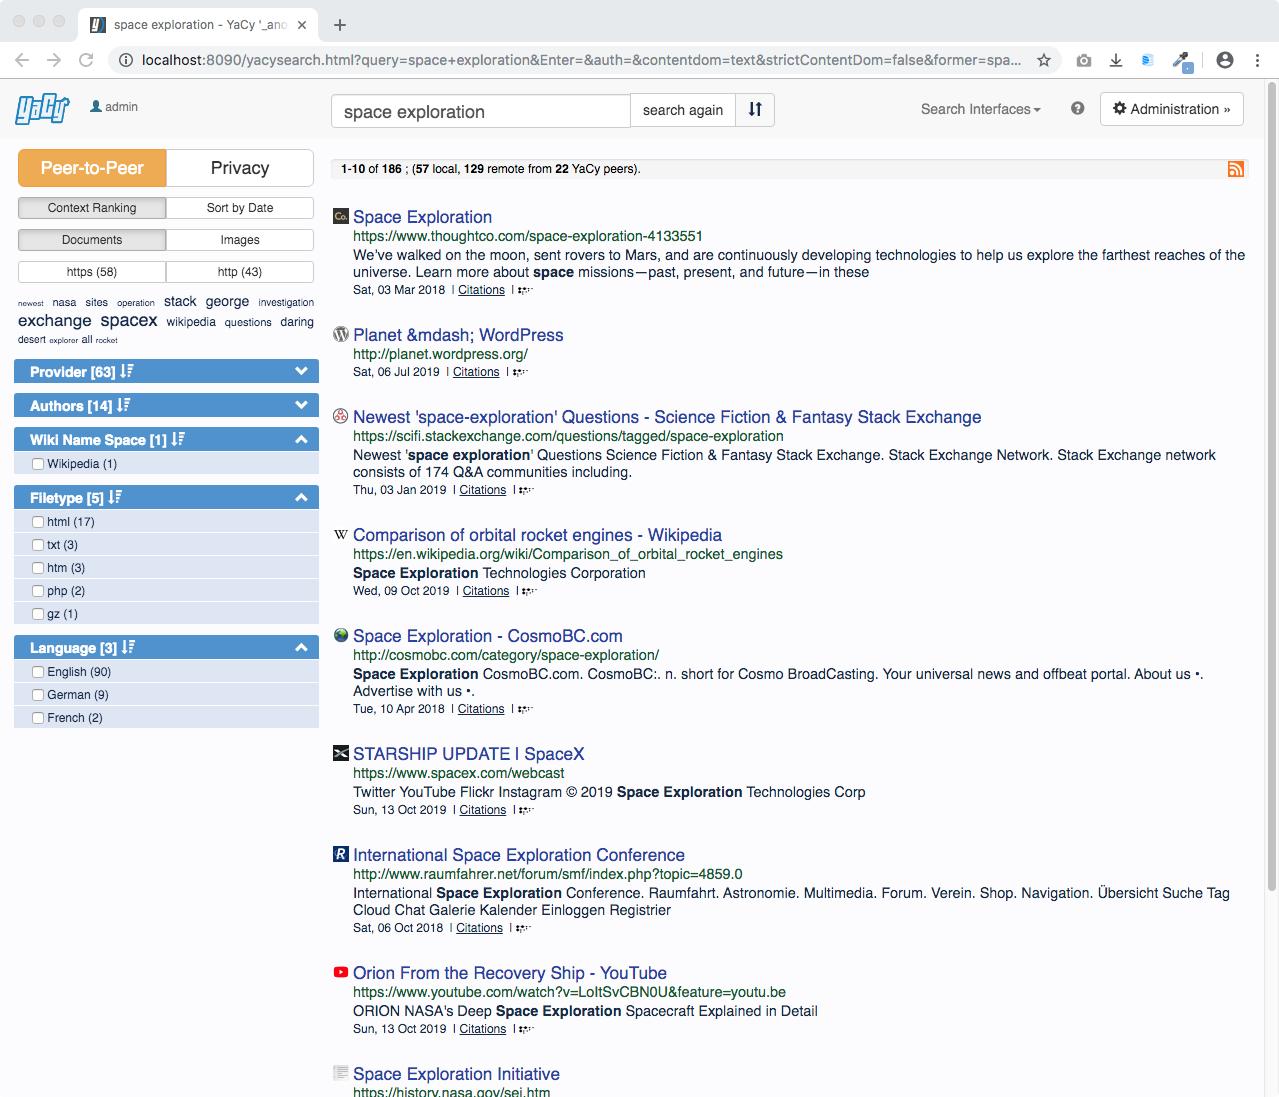 space exploration - YaCy '_ano
localhost:8090/yacysearch.html?query=space+exploration&Enter=&auth=&contentdom=text&strictContentDom=false&former=spa...
YaCy
admin
space exploration
search again
Search Interfaces
Administration »
Peer-to-Peer
Privacy
Context Ranking
Sort by Date
Documents
Images
https (58)
http (43)
newest nasa sites operation stack george investigation
exchange spacex wikipedia questions daring
desert explorer all rocket
Provider [63]
Authors [14]
Wiki Name Space [1]
Wikipedia (1)
Filetype [5]
html (17)
txt (3)
htm (3)
php (2)
gz (1)
Language [3]
English (90)
German (9)
French (2)
1-10 of 186 ; (57 local, 129 remote from 22 YaCy peers).
Co. Space Exploration
https://www.thoughtco.com/space-exploration-4133551
We've walked on the moon, sent rovers to Mars, and are continuously developing technologies to help us explore the farthest reaches of the
universe. Learn more about space missions—past, present, and future—in these
Sat, 03 Mar 2018 | Citations |
Planet &mdash; WordPress
http://planet.wordpress.org/
Sat, 06 Jul 2019 | Citations |
Newest 'space-exploration' Questions - Science Fiction & Fantasy Stack Exchange
https://scifi.stackexchange.com/questions/tagged/space-exploration
Newest 'space exploration' Questions Science Fiction & Fantasy Stack Exchange. Stack Exchange Network. Stack Exchange network
consists of 174 Q&A communities including.
Thu, 03 Jan 2019 | Citations |
W Comparison of orbital rocket engines - Wikipedia
https://en.wikipedia.org/wiki/Comparison_of_orbital_rocket_engines
Space Exploration Technologies Corporation
Wed, 09 Oct 2019 | Citations |
Space Exploration - CosmoBC.com
http://cosmobc.com/category/space-exploration/
Space Exploration CosmoBC.com. CosmoBC:. n. short for Cosmo BroadCasting. Your universal news and offbeat portal. About us •.
Advertise with us •.
Tue, 10 Apr 2018 | Citations |
STARSHIP UPDATE | SpaceX
https://www.spacex.com/webcast
Twitter YouTube Flickr Instagram © 2019 Space Exploration Technologies Corp
Sun, 13 Oct 2019 | Citations |
R International Space Exploration Conference
http://www.raumfahrer.net/forum/smf/index.php?topic=4859.0
International Space Exploration Conference. Raumfahrt. Astronomie. Multimedia. Forum. Verein. Shop. Navigation. Übersicht Suche Tag
Cloud Chat Galerie Kalender Einloggen Registrier
Sat, 06 Oct 2018 | Citations |
Orion From the Recovery Ship - YouTube
https://www.youtube.com/watch?v=LoItSvCBN0U&feature=youtu.be
ORION NASA's Deep Space Exploration Spacecraft Explained in Detail
Sun, 13 Oct 2019 | Citations |
Space Exploration Initiative
https://history.nasa.gov/sei.htm